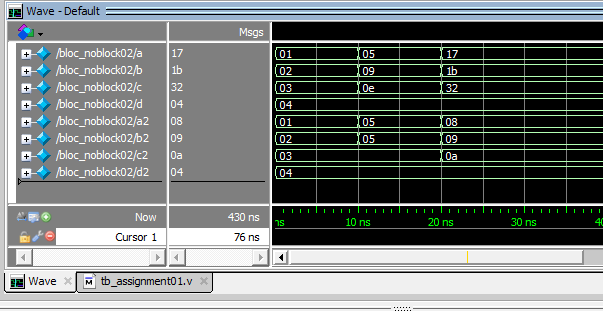 Wave - Default
Msgs
/bloc_noblock02/a 17 01 05 17
/bloc_noblock02/b 1b 02 09 1b
/bloc_noblock02/c 32 03 0e 32
/bloc_noblock02/d 04 04
/bloc_noblock02/a2 08 01 05 08
/bloc_noblock02/b2 09 02 05 09
/bloc_noblock02/c2 0a 03 0a
/bloc_noblock02/d2 04 04
Now 430 ns ns 10 ns 20 ns 30 ns 40
Cursor 1 76 ns
Wave tb_assignment01.v